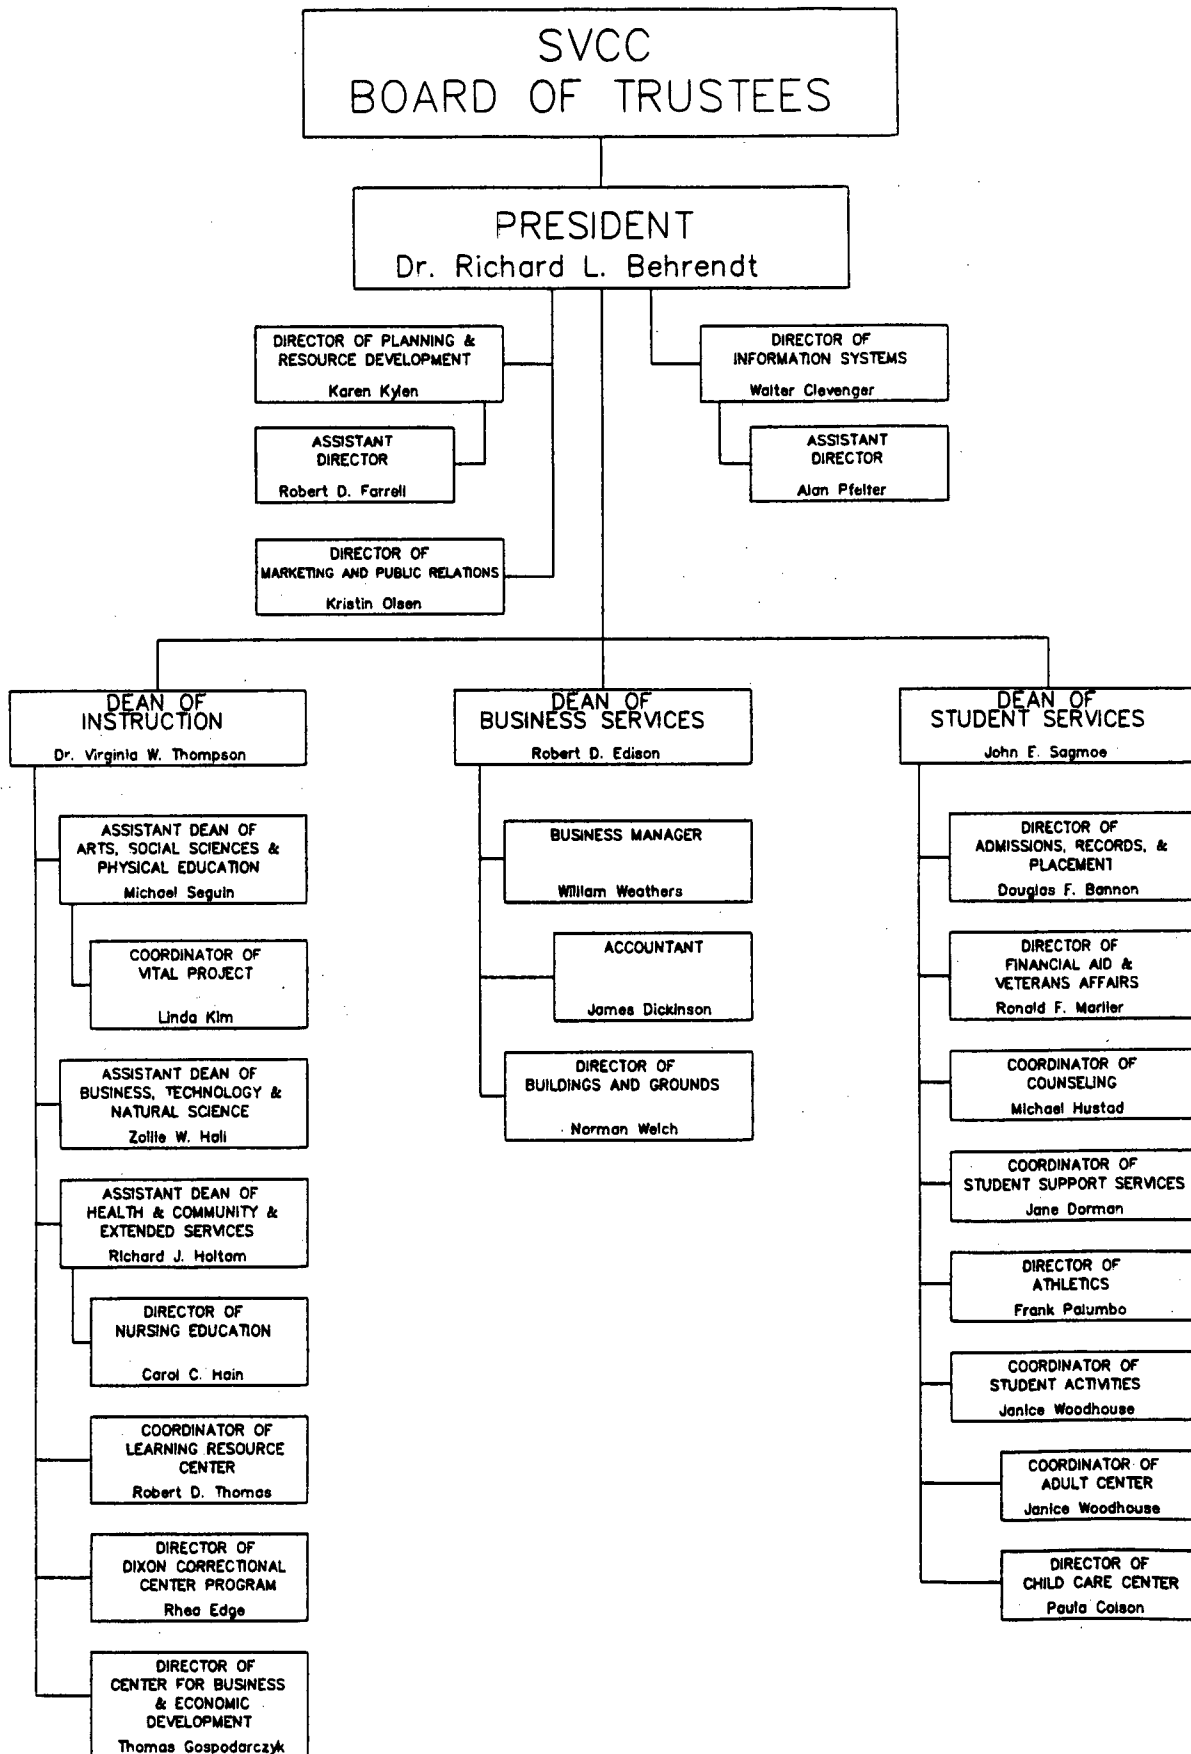 SVCC
BOARD OF TRUSTEES
PRESIDENT
Dr. Richard L. Behrendt
DIRECTOR OF PLANNING &
RESOURCE DEVELOPMENT
Karen Kylen
ASSISTANT
DIRECTOR
Robert D. Farrell
DIRECTOR OF
MARKETING AND PUBLIC RELATIONS
Kristin Olsen
DIRECTOR OF
INFORMATION SYSTEMS
Walter Clevenger
ASSISTANT
DIRECTOR
Alan Pfeifer
DEAN OF
INSTRUCTION
Dr. Virginia W. Thompson
ASSISTANT DEAN OF
ARTS, SOCIAL SCIENCES &
PHYSICAL EDUCATION
Michael Seguin
COORDINATOR OF
VITAL PROJECT
Linda Kim
ASSISTANT DEAN OF
BUSINESS, TECHNOLOGY &
NATURAL SCIENCE
Zollie W. Hall
ASSISTANT DEAN OF
HEALTH & COMMUNITY &
EXTENDED SERVICES
Richard J. Holtam
DIRECTOR OF
NURSING EDUCATION
Carol C. Hain
COORDINATOR OF
LEARNING RESOURCE
CENTER
Robert D. Thomas
DIRECTOR OF
DIXON CORRECTIONAL
CENTER PROGRAM
Rhea Edge
DIRECTOR OF
CENTER FOR BUSINESS
& ECONOMIC
DEVELOPMENT
Thomas Gospodarczyk
DEAN OF
BUSINESS SERVICES
Robert D. Edison
BUSINESS MANAGER
William Weathers
ACCOUNTANT
James Dickinson
DIRECTOR OF
BUILDINGS AND GROUNDS
Norman Welch
DEAN OF
STUDENT SERVICES
John E. Sagmoe
DIRECTOR OF
ADMISSIONS, RECORDS, &
PLACEMENT
Douglas F. Bannon
DIRECTOR OF
FINANCIAL AID &
VETERANS AFFAIRS
Ronald F. Marlier
COORDINATOR OF
COUNSELING
Michael Hustad
COORDINATOR OF
STUDENT SUPPORT SERVICES
Jane Dorman
DIRECTOR OF
ATHLETICS
Frank Palumbo
COORDINATOR OF
STUDENT ACTIVITIES
Janice Woodhouse
COORDINATOR OF
ADULT CENTER
Janice Woodhouse
DIRECTOR OF
CHILD CARE CENTER
Paula Colson